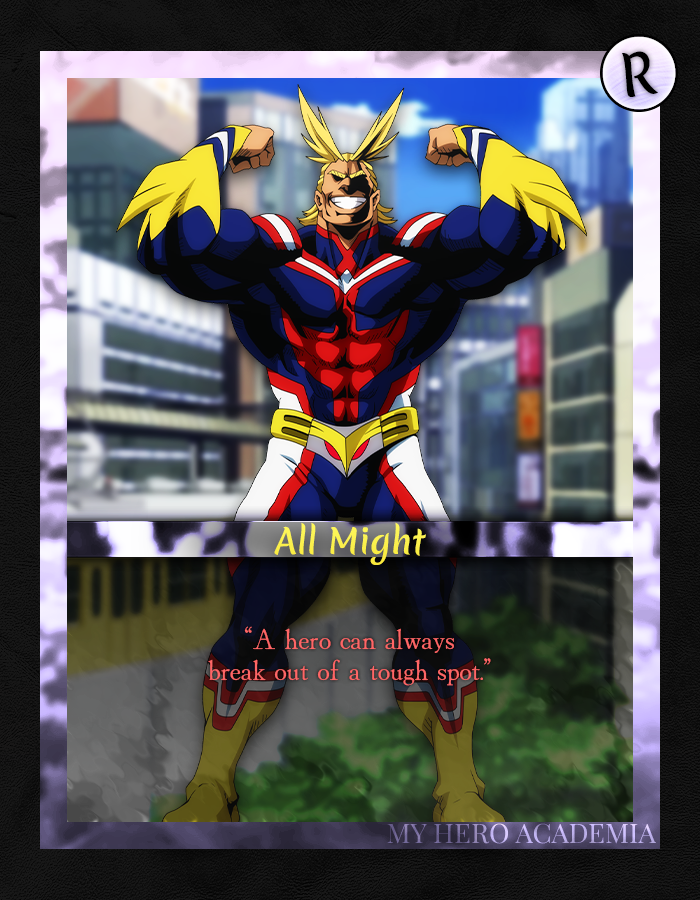 R
All Might
“A hero can always
break out of a tough spot.”
MY HERO ACADEMIA